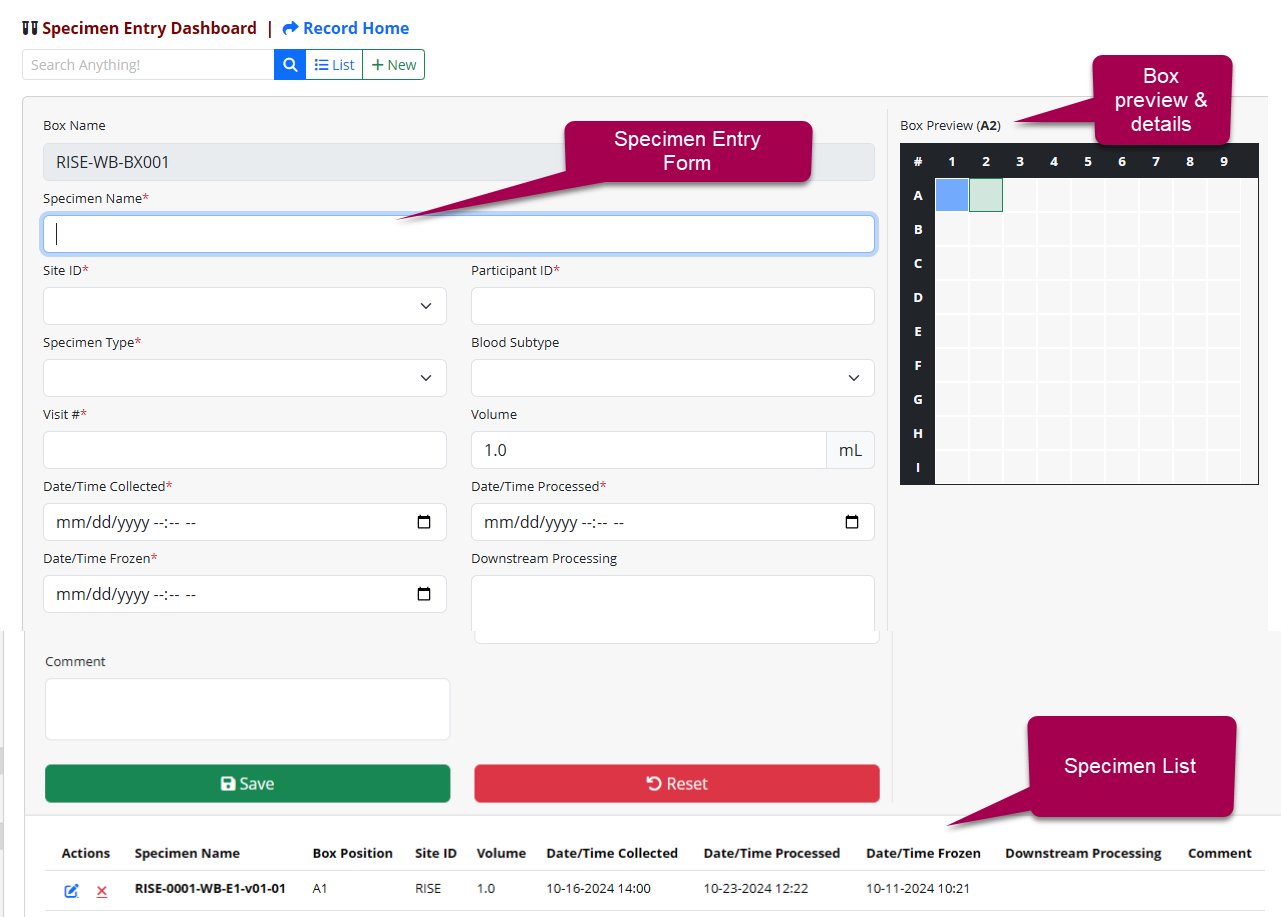 Specimen Entry Dashboard | Record Home
Search Anything! List + New
Box preview & details
Box Name
Box Preview (A2)
RISE-WB-BX001
Specimen Entry Form
# 1 2 3 4 5 6 7 8 9
A
B
C
D
E
F
G
H
I
Specimen Name*
Site ID* Participant ID*
Specimen Type* Blood Subtype
Visit #* Volume
1.0 mL
Date/Time Collected* Date/Time Processed*
mm/dd/yyyy --:-- -- mm/dd/yyyy --:-- --
Date/Time Frozen* Downstream Processing
mm/dd/yyyy --:-- --
Comment
Specimen List
Save Reset
Actions Specimen Name Box Position Site ID Volume Date/Time Collected Date/Time Processed Date/Time Frozen Downstream Processing Comment
RISE-0001-WB-E1-v01-01 A1 RISE 1.0 10-16-2024 14:00 10-23-2024 12:22 10-11-2024 10:21